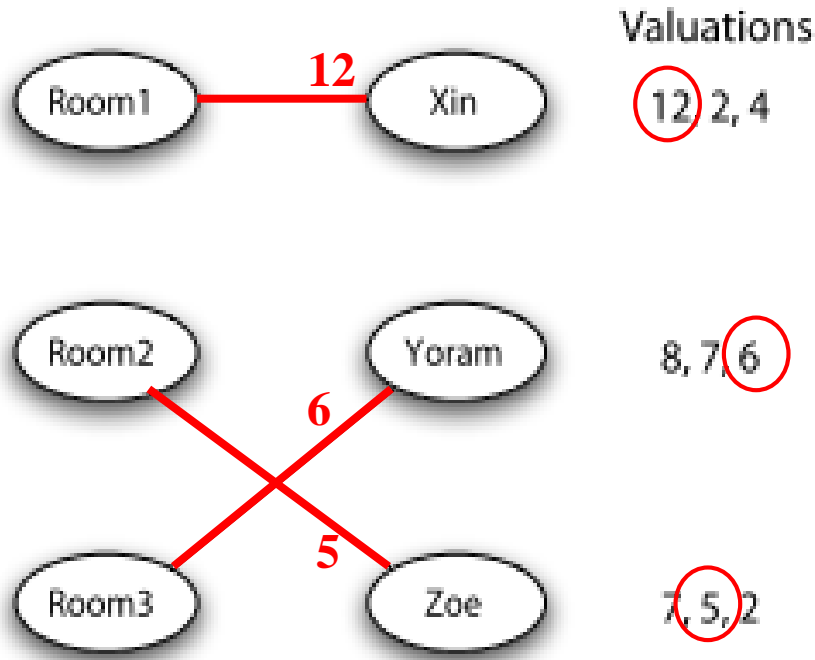 Valuations
12
Room1 Xin 12, 2, 4
Room2 Yoram 8, 7, 6
6
5
Room3 Zoe 7, 5, 2